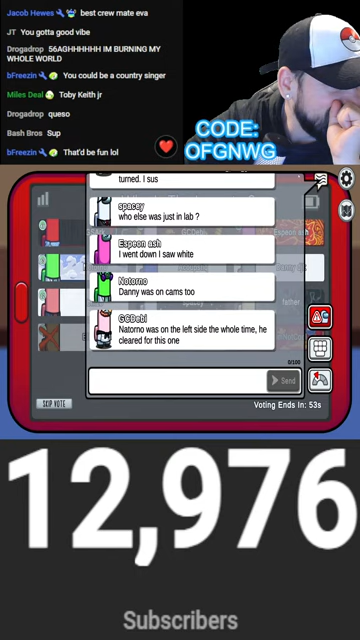 Jacob Hewes best crew mate eva
JT You gotta good vibe
Drogadrop 56AGHHHHHH IM BURNING MY
WHOLE WORLD
bFreezin You could be a country singer
Miles Deal Toby Keith jr
Drogadrop queso
Bash Bros Sup
bFreezin That'd be fun lol
CODE:
OFGNWG
turned. I sus
spacey
who else was just in lab ?
Espeon ash
I went down I saw white
Notorno
Danny was on cams too
GCDebi
Natorno was on the left side the whole time, he
cleared for this one
0/100
Send
SKIP VOTE
Voting Ends In: 53s
12,976
Subscribers